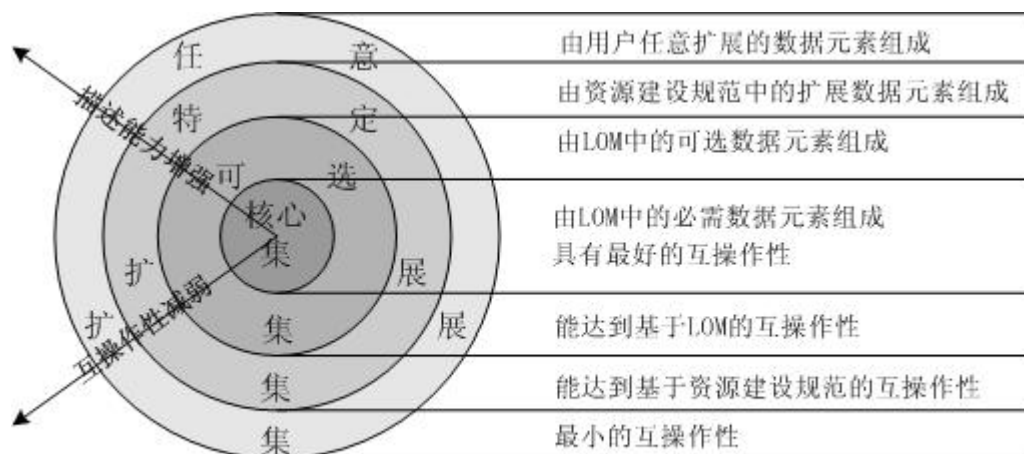 任意扩展集
特定扩展集
可选集
核心集
描述能力增强
互操作性减弱
由用户任意扩展的数据元素组成
由资源建设规范中的扩展数据元素组成
由LOM中的可选数据元素组成
由LOM中的必需数据元素组成
具有最好的互操作性
能达到基于LOM的互操作性
能达到基于资源建设规范的互操作性
最小的互操作性